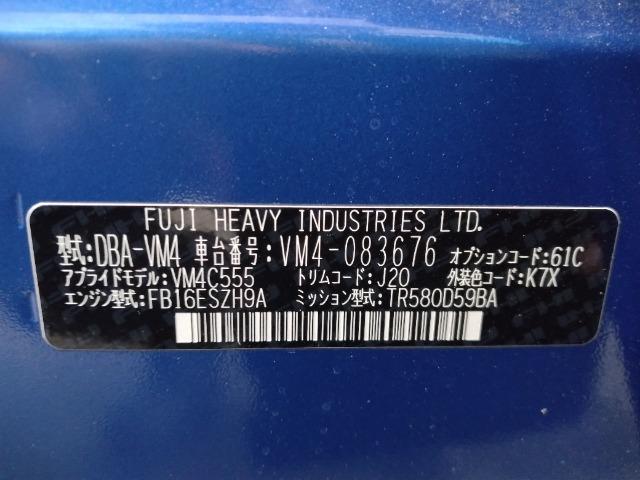 FUJI HEAVY INDUSTRIES LTD.
型式:DBA-VM4 車台番号:VM4-083676 オプションコード:61C
アプライドモデル:VM4C555 トリムコード:J20 外装色コード:K7X
エンジン型式:FB16ESZH9A ミッション型式:TR580D59BA